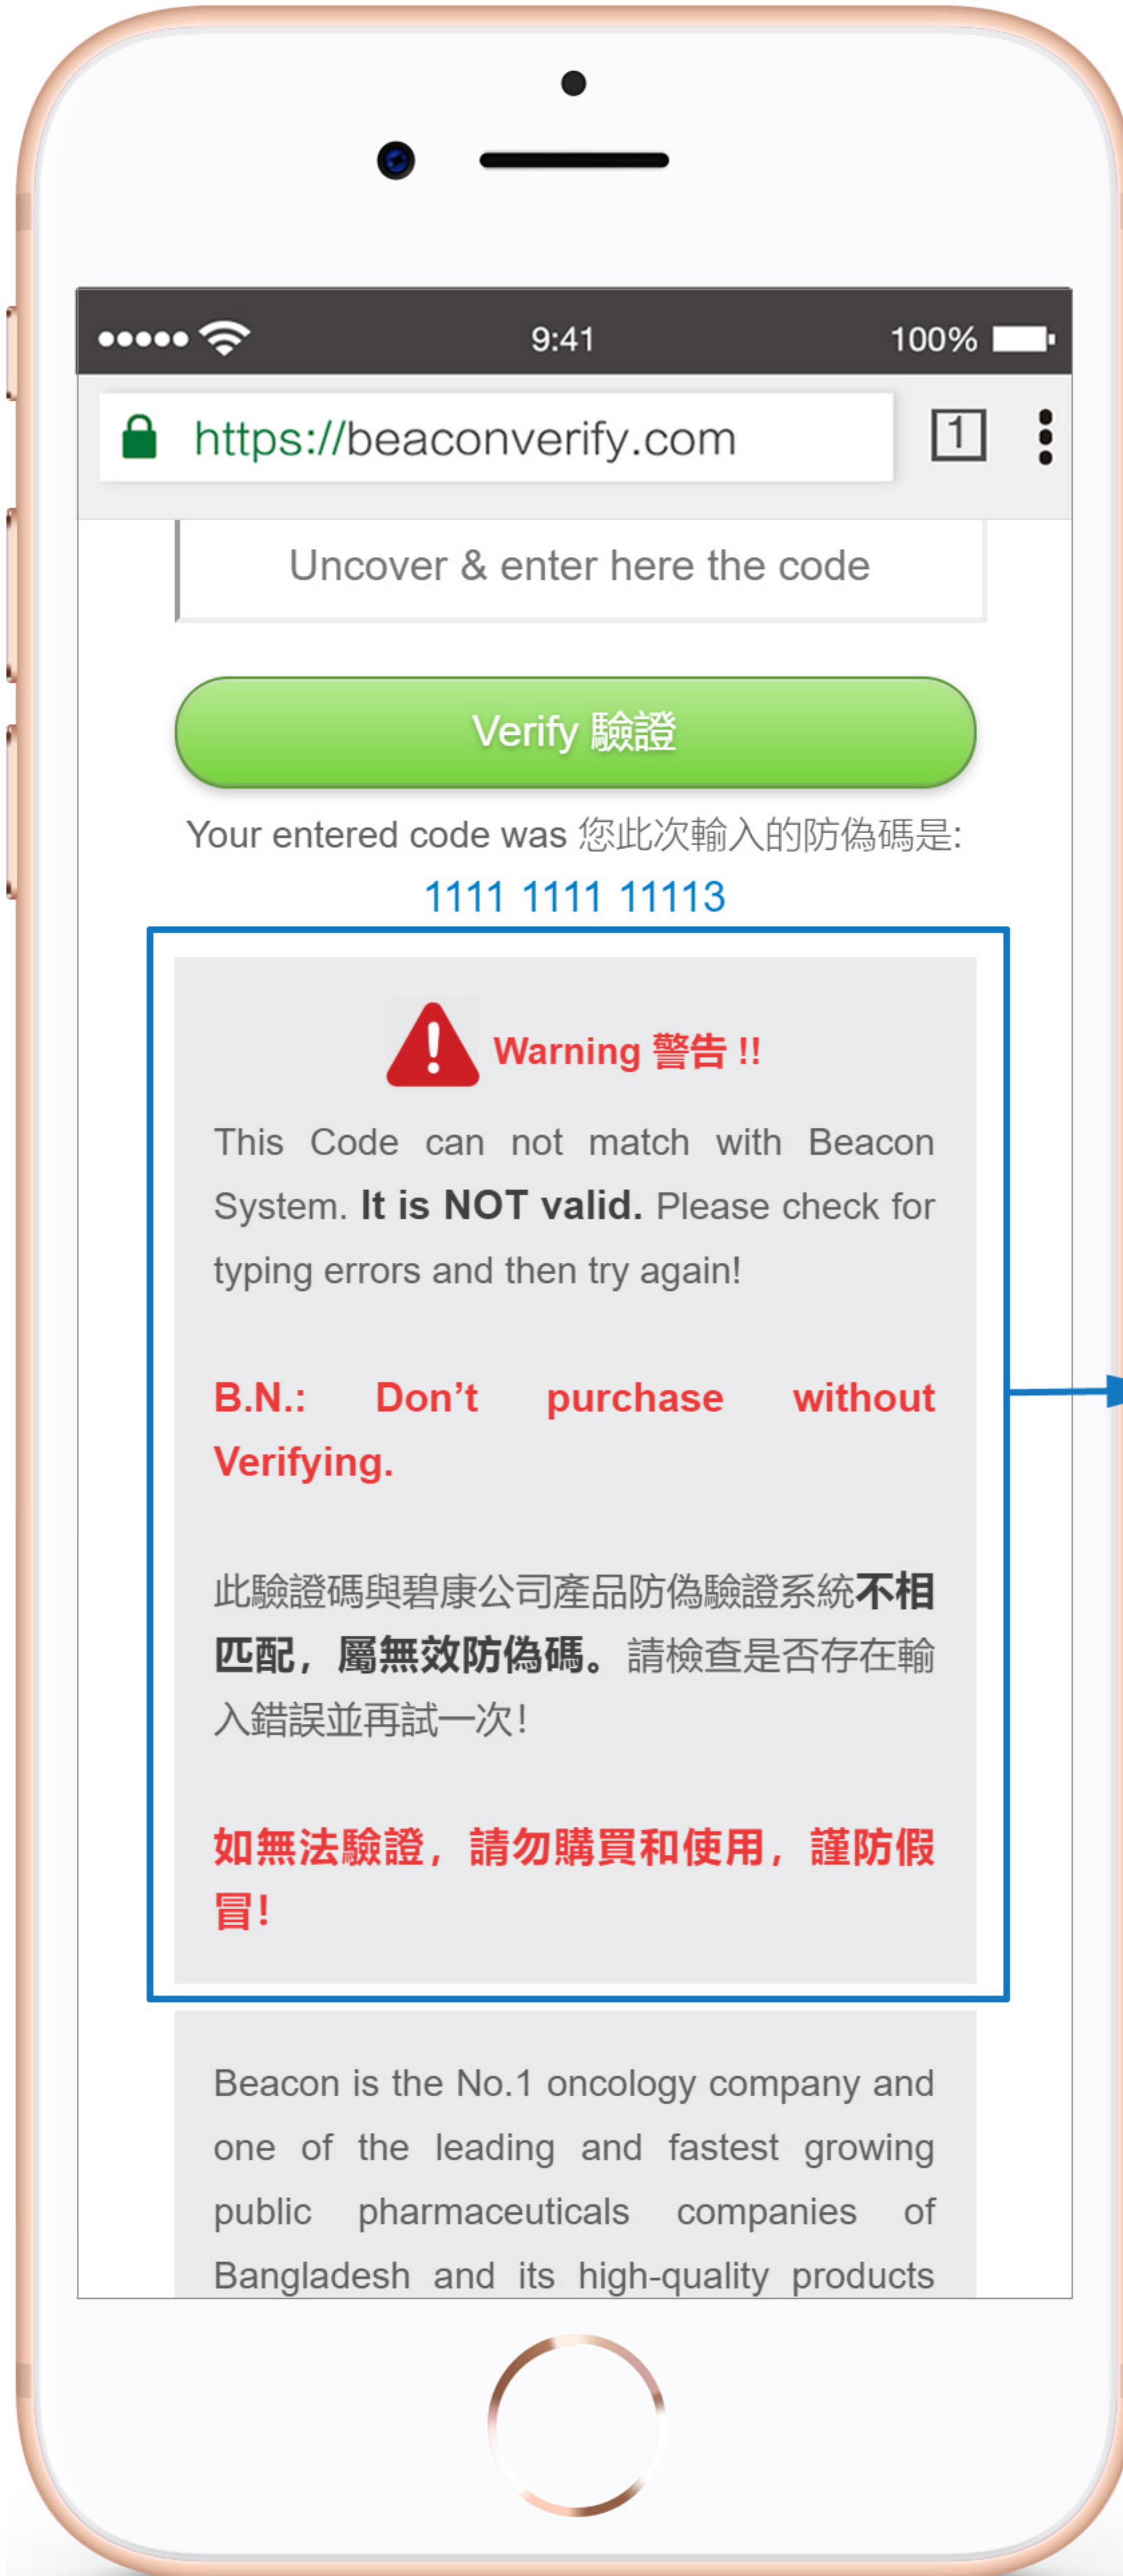 9:41
100%
https://beaconverify.com
1
Uncover & enter here the code
Verify 驗證
Your entered code was 您此次輸入的防偽碼是:
1111 1111 11113
Warning 警告 !!
This Code can not match with Beacon
System. It is NOT valid. Please check for
typing errors and then try again!
B.N.: Don't purchase without
Verifying.
此驗證碼與碧康公司產品防偽驗證系統不相
匹配，屬無效防偽碼。請檢查是否存在輸
入錯誤並再試一次！
如無法驗證，請勿購買和使用，謹防假
冒！
Beacon is the No.1 oncology company and
one of the leading and fastest growing
public pharmaceuticals companies of
Bangladesh and its high-quality products